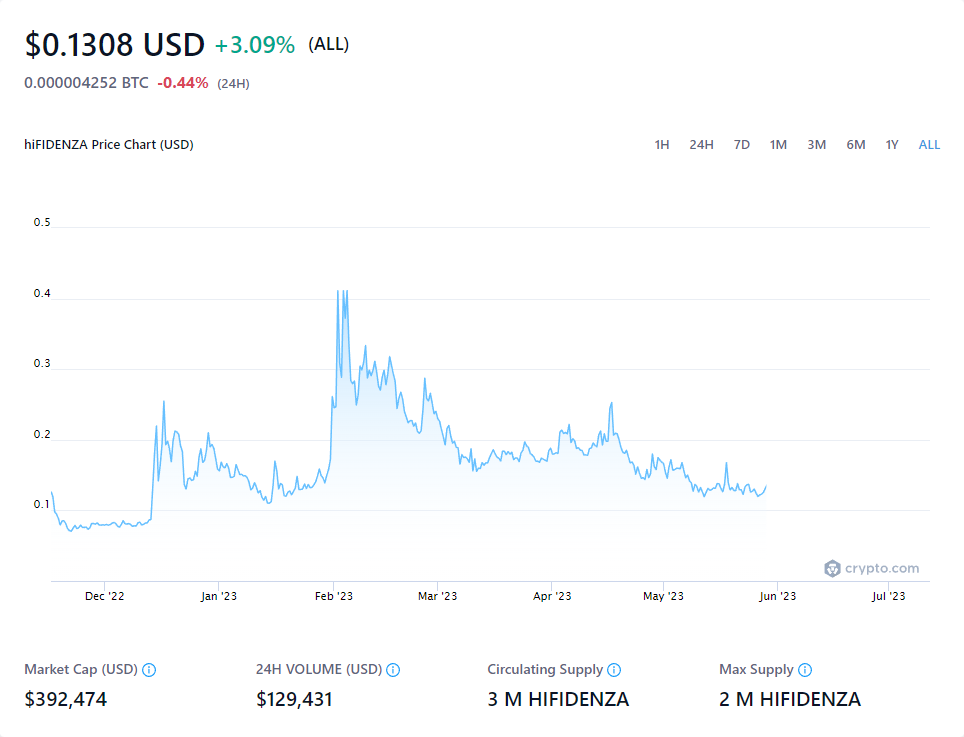 $0.1308 USD +3.09% (ALL)
0.000004252 BTC -0.44% (24H)
hiFIDENZA Price Chart (USD)
1H 24H 7D 1M 3M 6M 1Y ALL
0.5
0.4
0.3
0.2
0.1
crypto.com
Dec '22 Jan '23 Feb '23 Mar '23 Apr '23 May '23 Jun '23 Jul '23
Market Cap (USD) 24H VOLUME (USD) Circulating Supply Max Supply
$392,474 $129,431 3 M HIFIDENZA 2 M HIFIDENZA